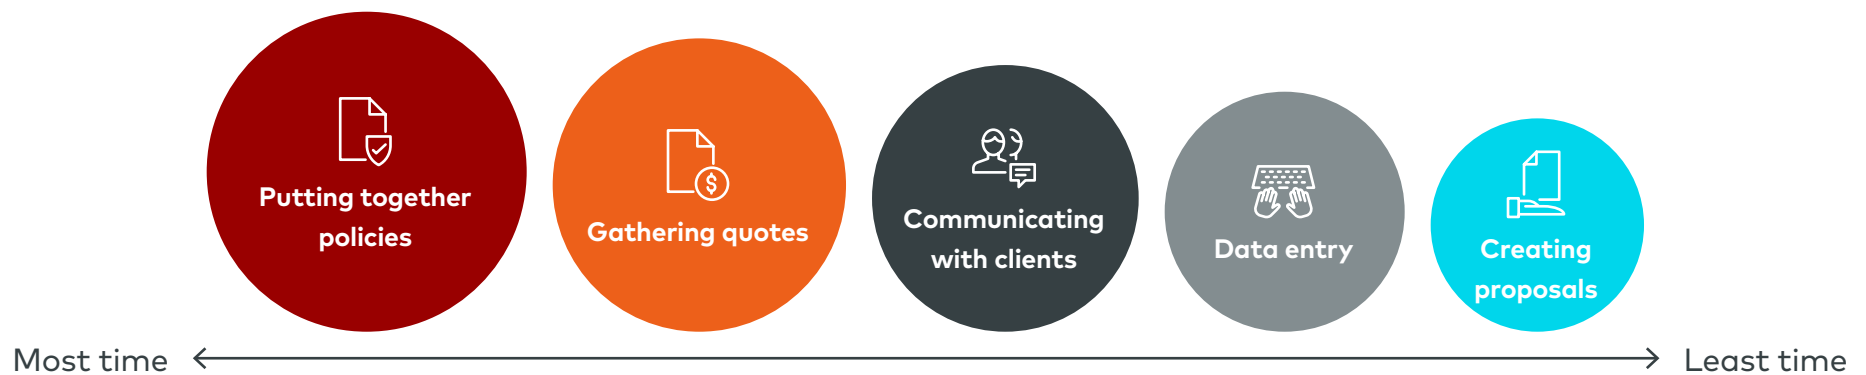 Putting together
policies
Gathering quotes
Communicating
with clients
Data entry
Creating
proposals
Most time
Least time